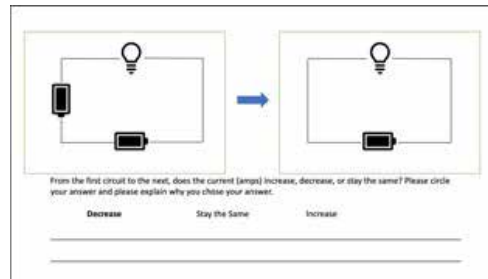 From the first circuit to the next, does the current (amps) increase, decrease, or stay the same? Please circle
your answer and please explain why you chose your answer.
Decrease Stay the Same Increase